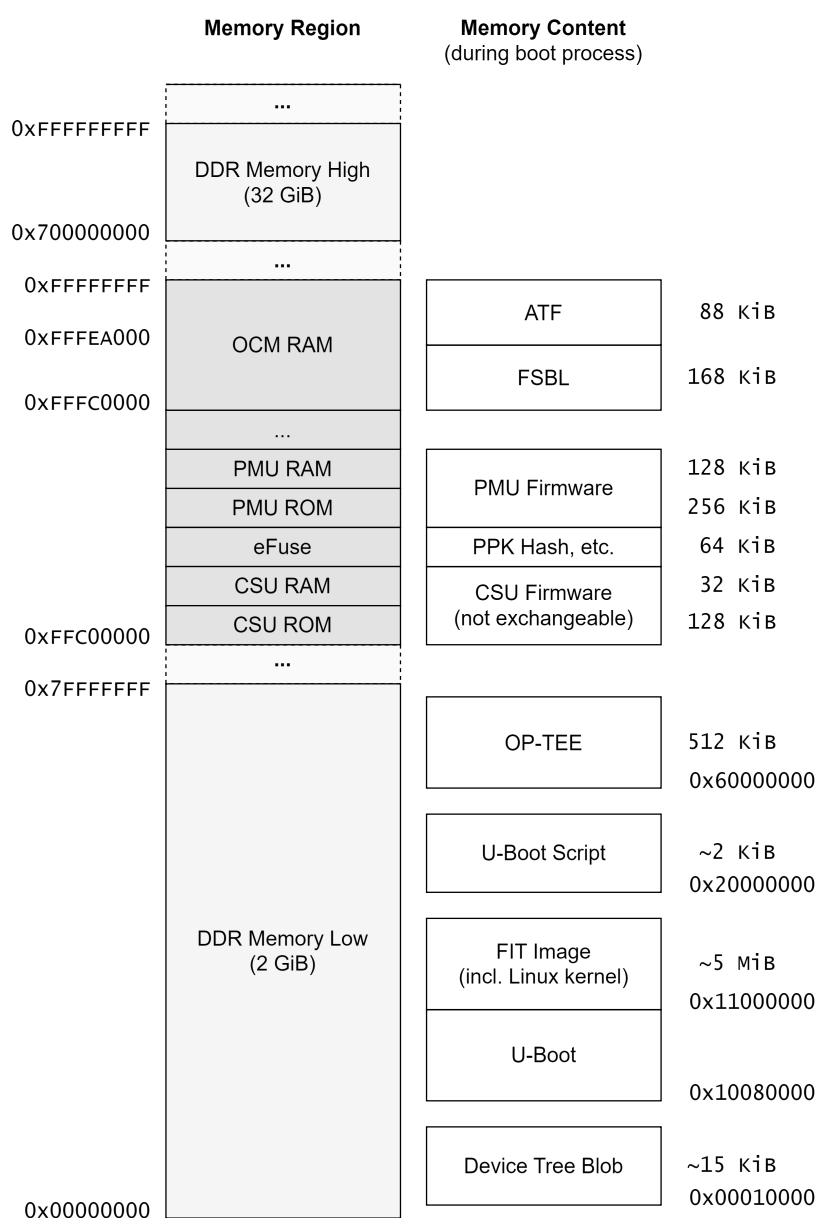 Memory Region
Memory Content
(during boot process)
...
0xFFFFFFFFF
DDR Memory High
(32 GiB)
0x700000000
...
0xFFFFFFFF
ATF
88 KiB
0xFFFEA000
OCM RAM
FSBL
168 KiB
0xFFFC0000
...
PMU RAM
128 KiB
PMU Firmware
PMU ROM
256 KiB
eFuse
PPK Hash, etc.
64 KiB
CSU RAM
32 KiB
CSU Firmware
(not exchangeable)
CSU ROM
128 KiB
0xFFC00000
...
0x7FFFFFFF
OP-TEE
512 KiB
0x60000000
U-Boot Script
~2 KiB
0x20000000
DDR Memory Low
(2 GiB)
FIT Image
(incl. Linux kernel)
~5 MiB
0x11000000
U-Boot
0x10080000
Device Tree Blob
~15 KiB
0x00010000
0x00000000